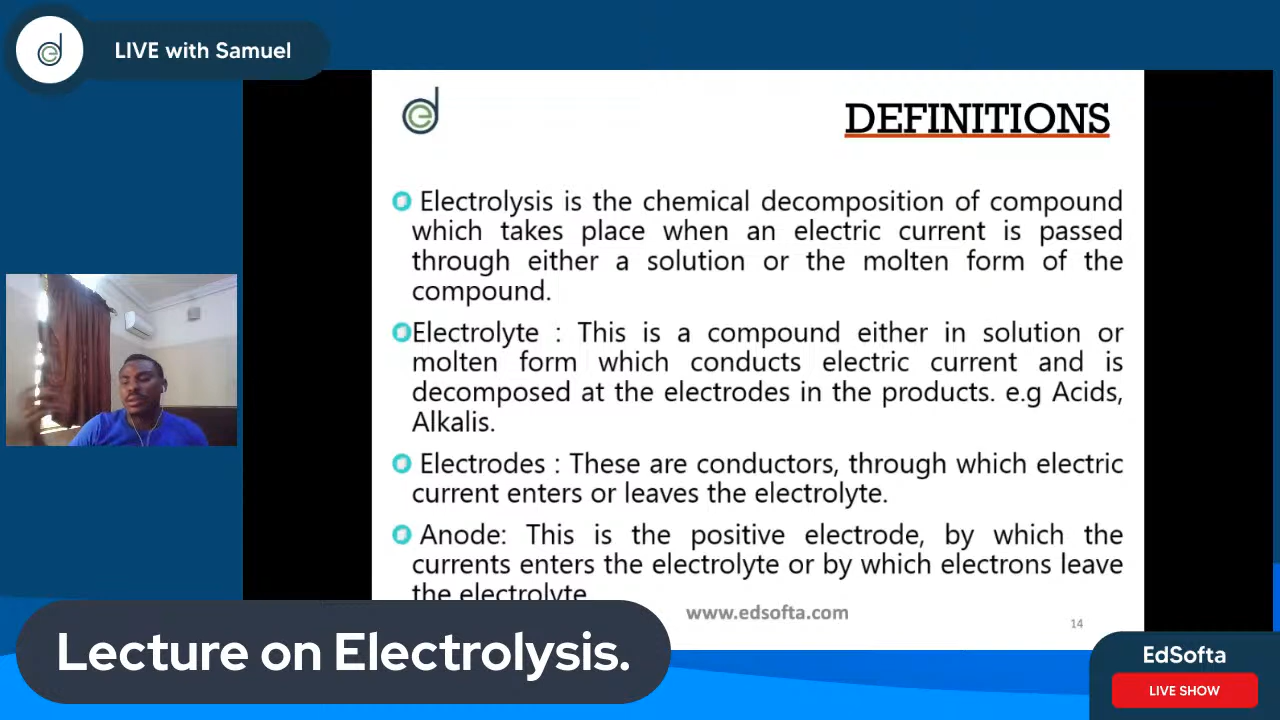 LIVE with Samuel
DEFINITIONS
Electrolysis is the chemical decomposition of compound
which takes place when an electric current is passed
through either a solution or the molten form of the
compound.
Electrolyte : This is a compound either in solution or
molten form which conducts electric current and is
decomposed at the electrodes in the products. e.g Acids,
Alkalis.
Electrodes : These are conductors, through which electric
current enters or leaves the electrolyte.
Anode: This is the positive electrode, by which the
currents enters the electrolyte or by which electrons leave
the electrolyte
www.edsofta.com
14
Lecture on Electrolysis.
EdSofta
LIVE SHOW